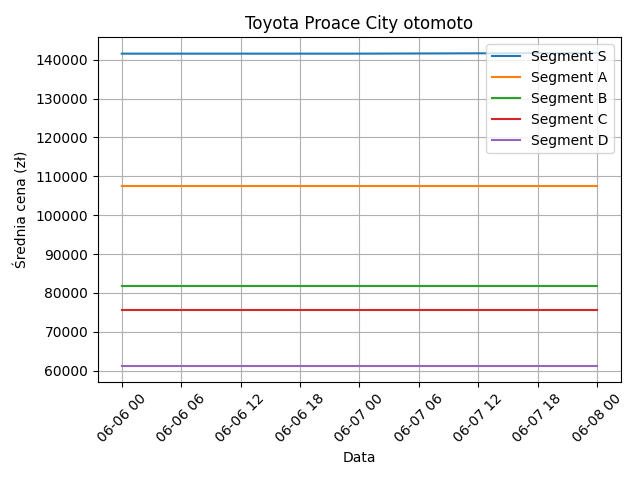 Toyota Proace City otomoto
Średnia cena (zł)
140000
130000
120000
110000
100000
90000
80000
70000
60000
Segment S
Segment A
Segment B
Segment C
Segment D
06-06 00
06-06 06
06-06 12
06-06 18
06-07 00
06-07 06
06-07 12
06-07 18
06-08 00
Data